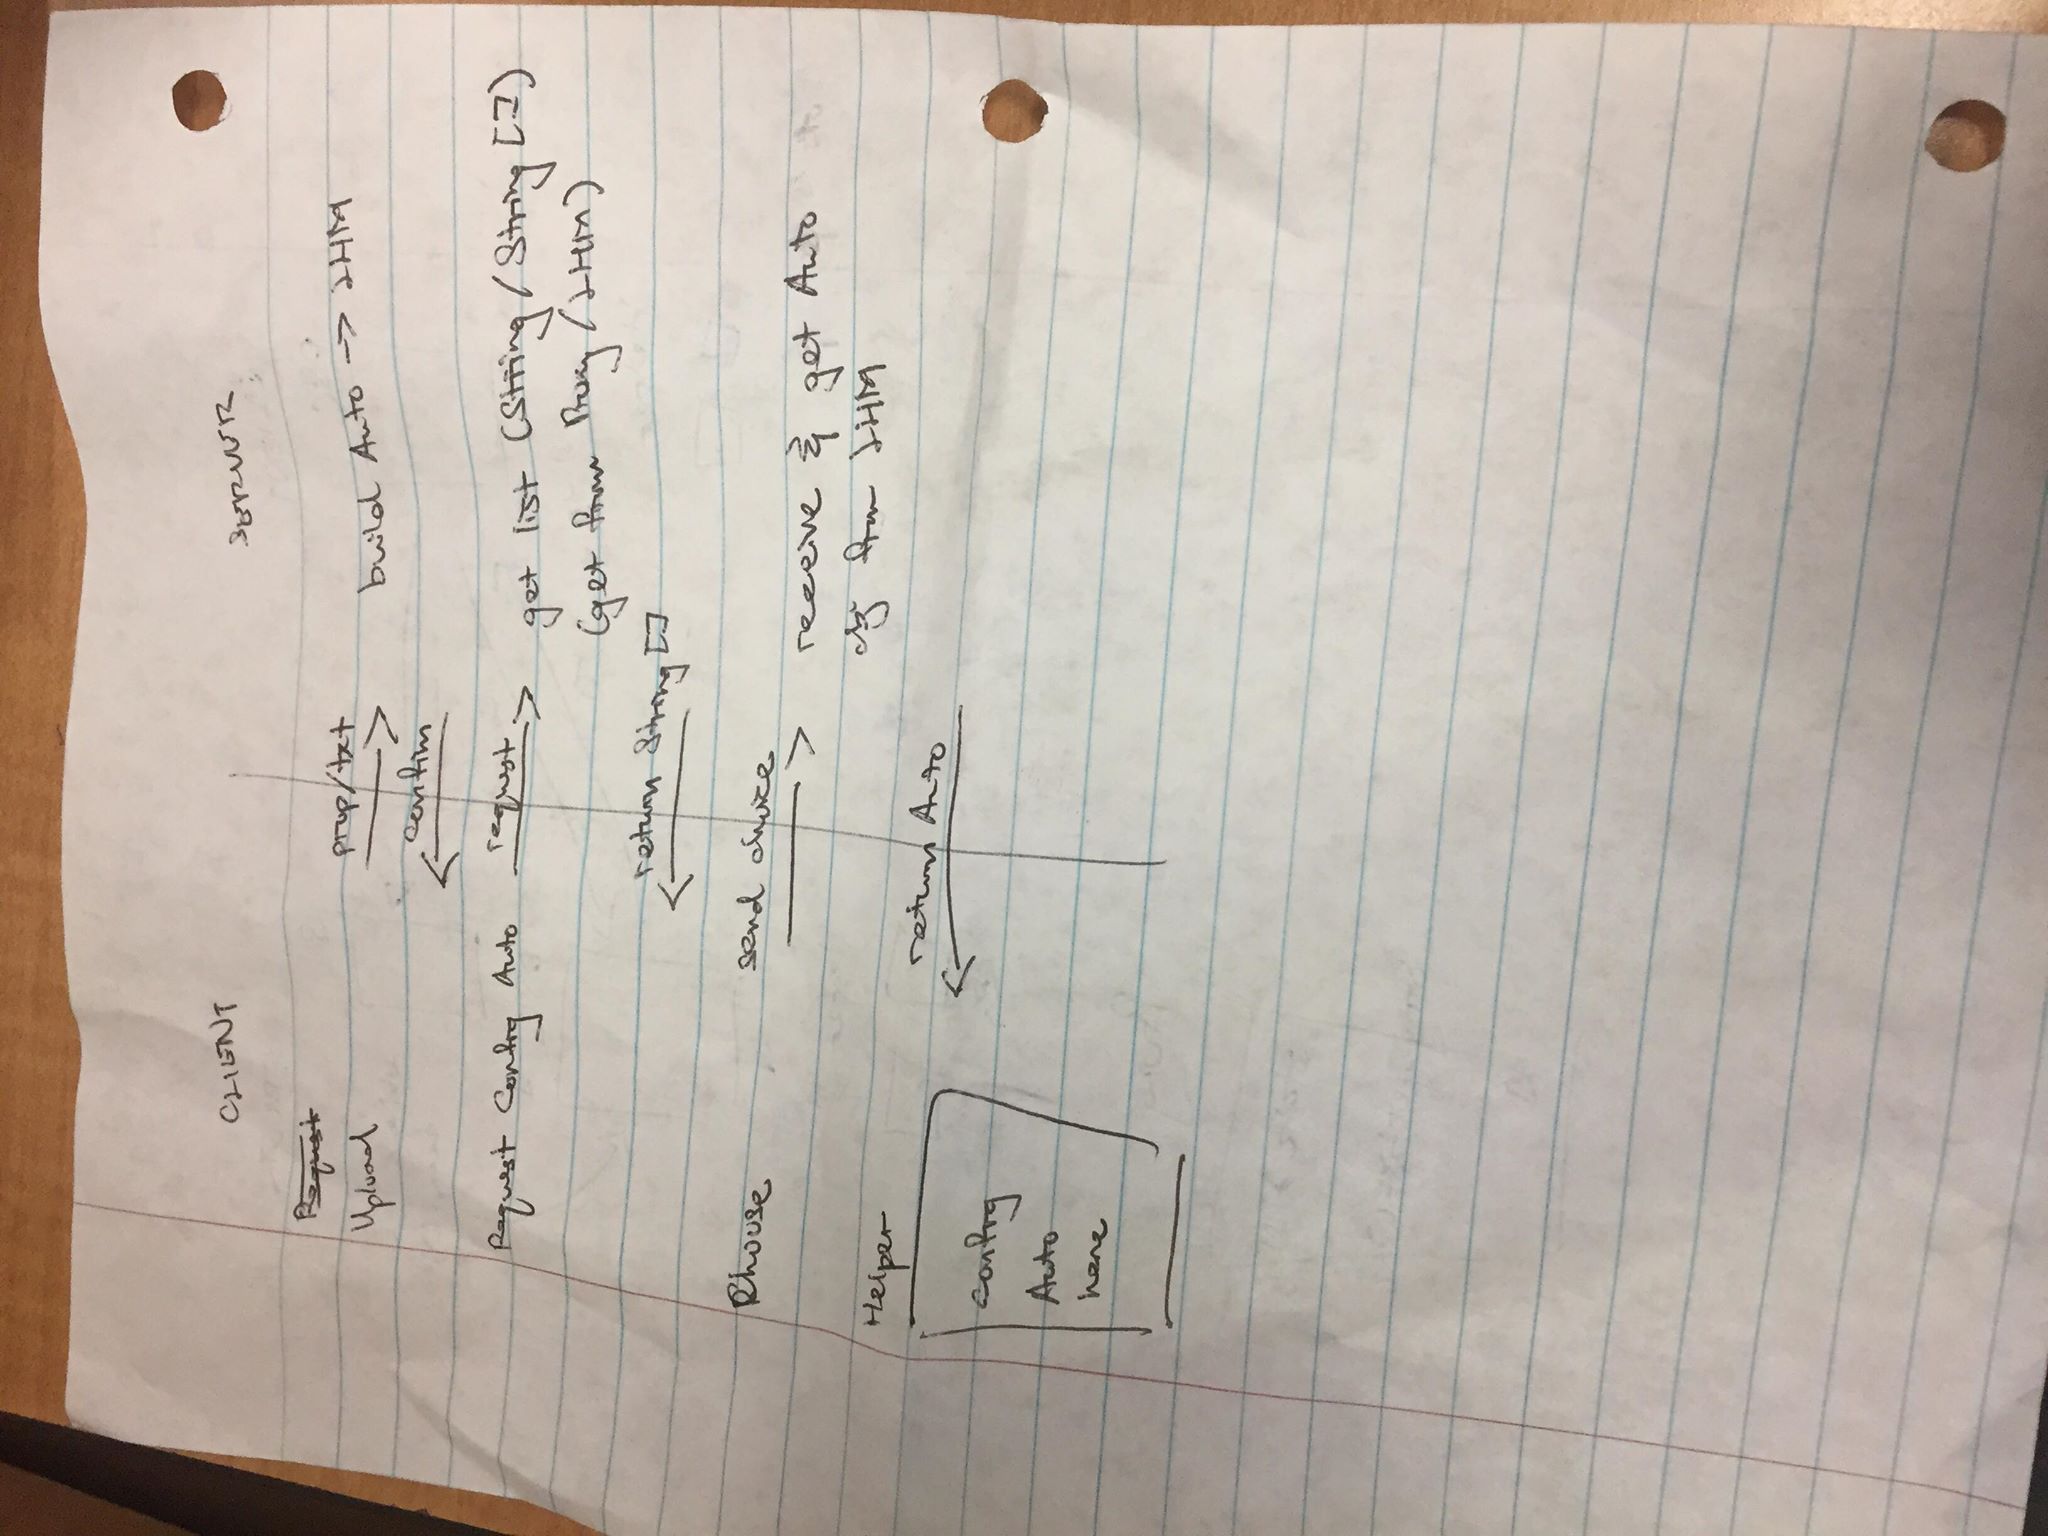 CLIENT SERVER
Request
Upload prop/txt build Auto -> LHM
confirm
Request Config Auto request get list (String / String [])
(get from Proxy / LHM)
return String []
Choose send choice
receive & get Auto
obj from LHM
Helper
return Auto
config
Auto
here